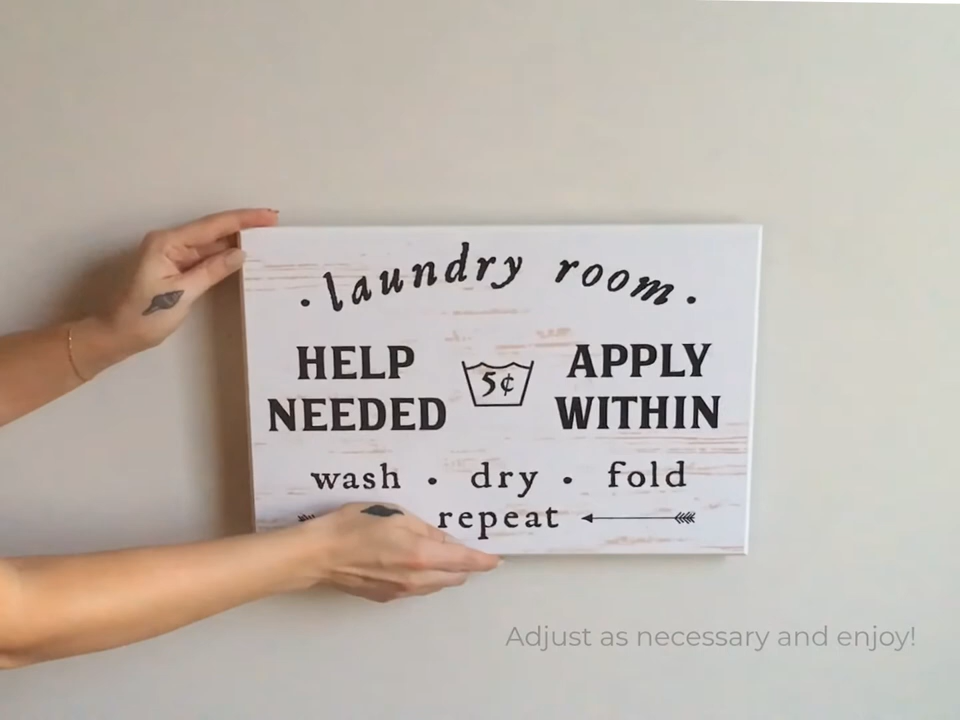 · laundry room ·
HELP NEEDED
5¢
APPLY WITHIN
wash · dry · fold
repeat
Adjust as necessary and enjoy!